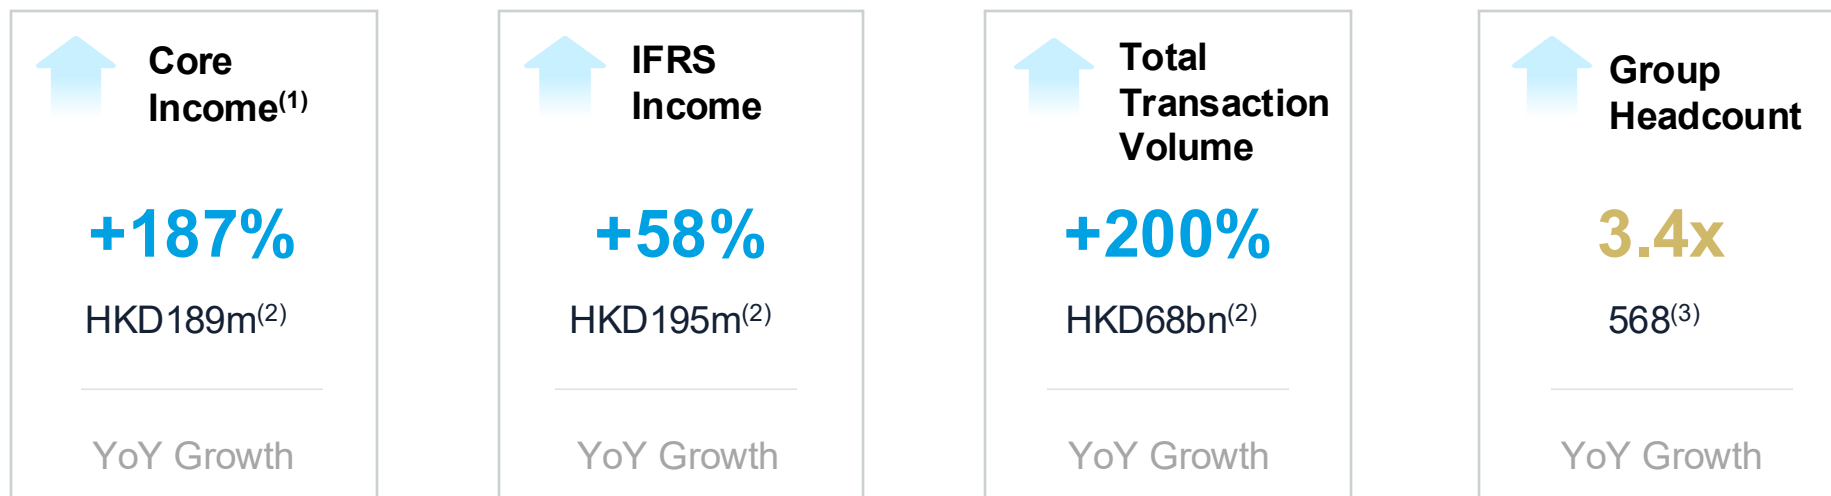 Core
Income(1)
+187%
HKD189m(2)
YoY Growth
IFRS
Income
+58%
HKD195m(2)
YoY Growth
Total
Transaction
Volume
+200%
HKD68bn(2)
YoY Growth
Group
Headcount
3.4x
568(3)
YoY Growth